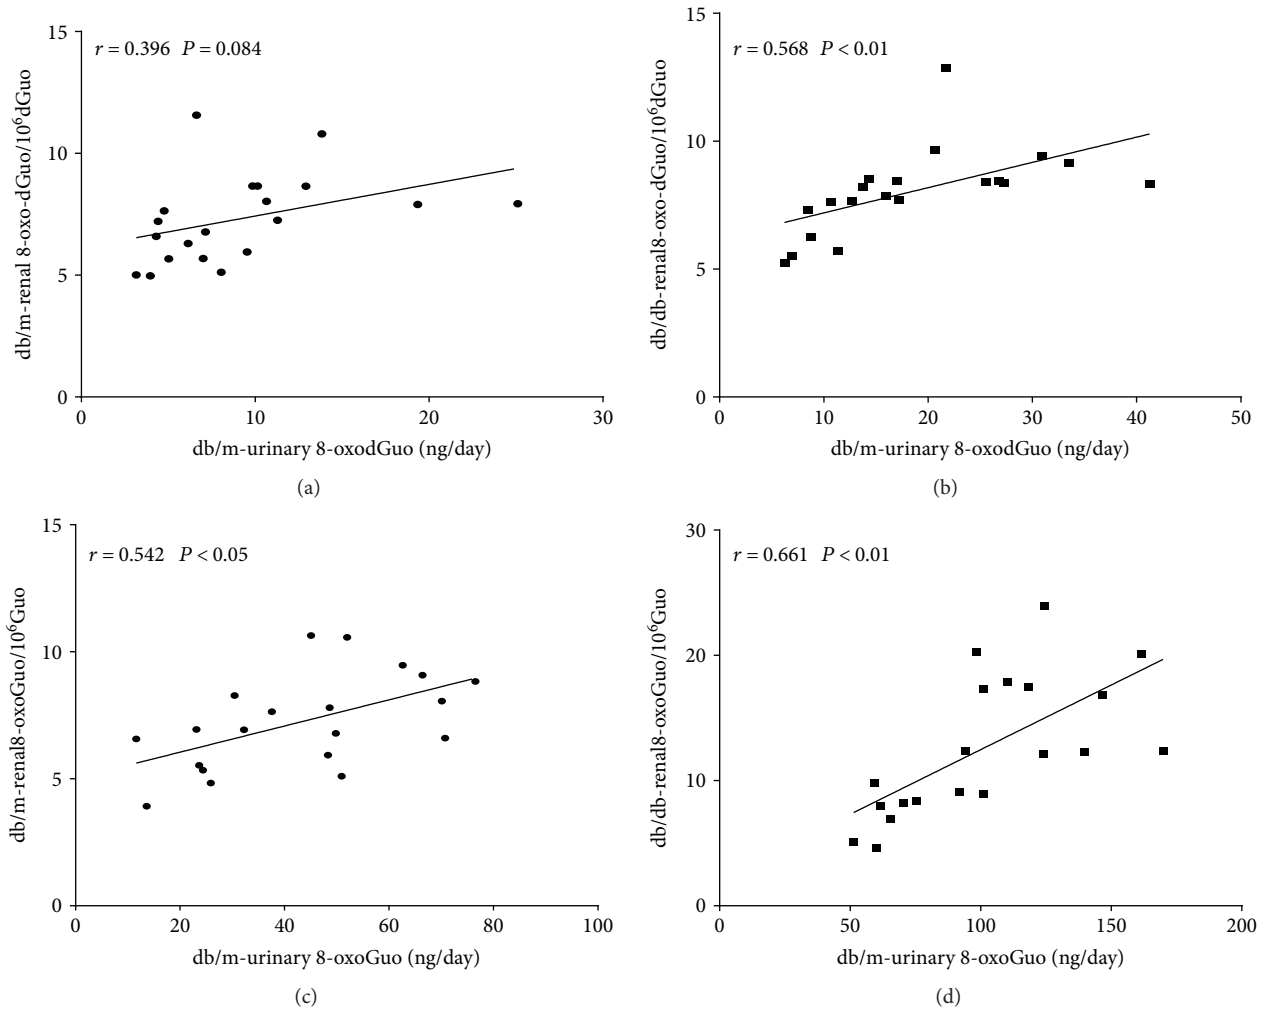 r = 0.396 P = 0.084
db/m-renal 8-oxo-dGuo/10⁶dGuo
15
10
5
0
0 10 20 30
db/m-urinary 8-oxodGuo (ng/day)
(a)
r = 0.568 P < 0.01
db/db-renal8-oxo-dGuo/10⁶dGuo
15
10
5
0
0 10 20 30 40 50
db/m-urinary 8-oxodGuo (ng/day)
(b)
r = 0.542 P < 0.05
db/m-renal8-oxoGuo/10⁶Guo
15
10
5
0
0 20 40 60 80 100
db/m-urinary 8-oxoGuo (ng/day)
(c)
r = 0.661 P < 0.01
db/db-renal8-oxoGuo/10⁶Guo
30
20
10
0
0 50 100 150 200
db/m-urinary 8-oxoGuo (ng/day)
(d)